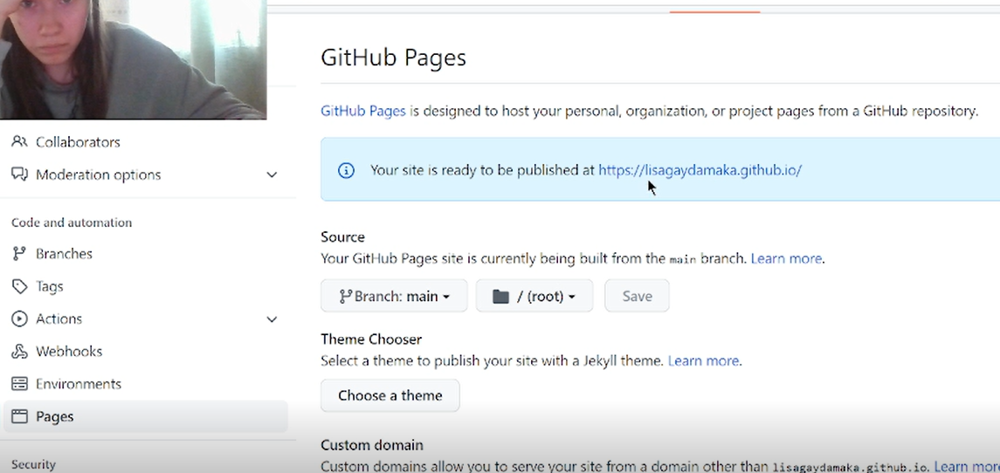 GitHub Pages
GitHub Pages is designed to host your personal, organization, or project pages from a GitHub repository.
Collaborators
Moderation options
Your site is ready to be published at https://lisagaydamaka.github.io/
Code and automation
Branches
Tags
Actions
Webhooks
Environments
Pages
Security
Source
Your GitHub Pages site is currently being built from the main branch. Learn more.
Branch: main
/ (root)
Save
Theme Chooser
Select a theme to publish your site with a Jekyll theme. Learn more.
Choose a theme
Custom domain
Custom domains allow you to serve your site from a domain other than lisagaydamaka.github.io. Learn